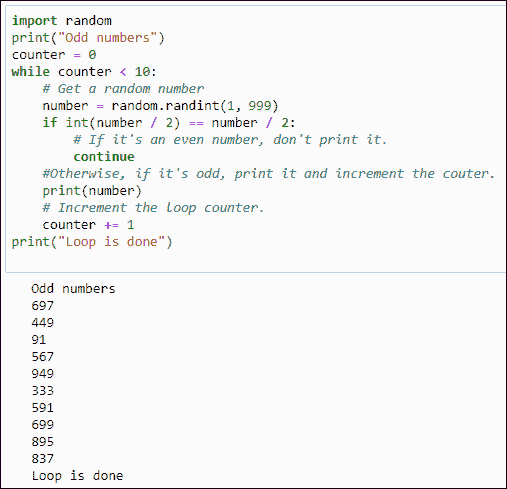 import random
print("Odd numbers")
counter = 0
while counter < 10:
    # Get a random number
    number = random.randint(1, 999)
    if int(number / 2) == number / 2:
        # If it's an even number, don't print it.
        continue
    #Otherwise, if it's odd, print it and increment the couter.
    print(number)
    # Increment the loop counter.
    counter += 1
print("Loop is done")
Odd numbers
697
449
91
567
949
333
591
699
895
837
Loop is done